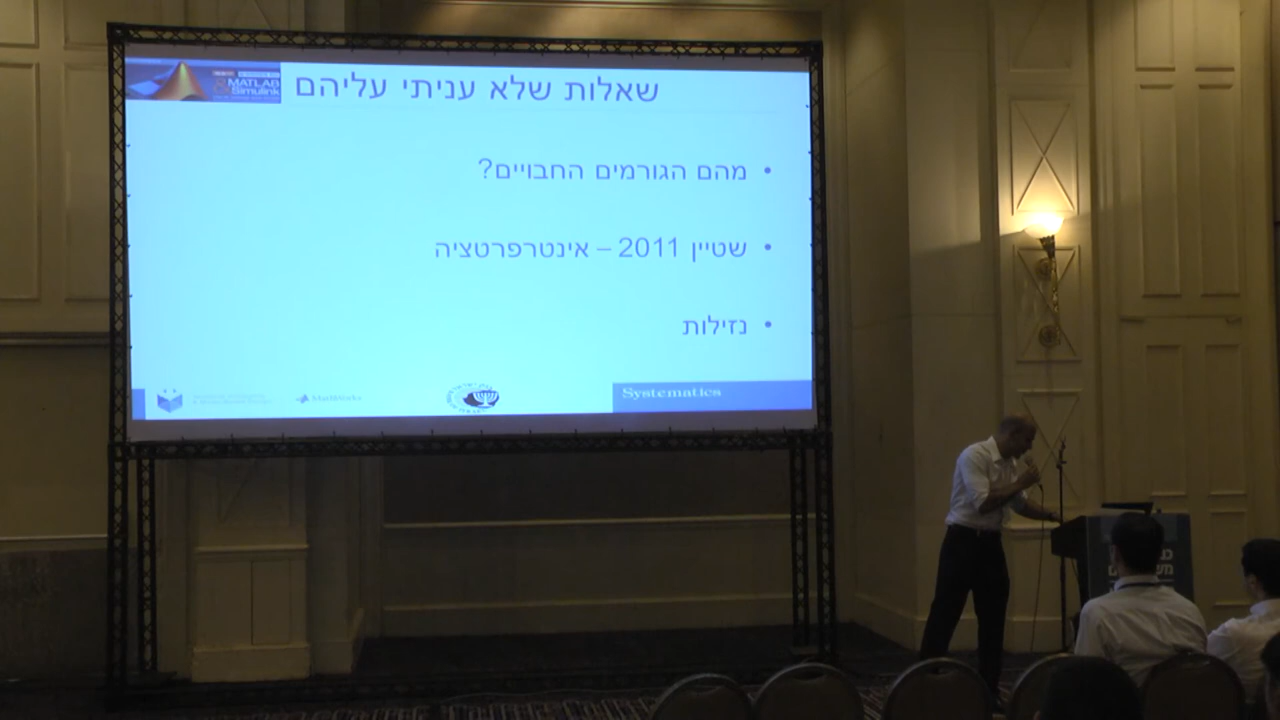 שאלות שלא עניתי עליהם
MATLAB
& Simulink
• מהם הגורמים החבויים?
• שטיין 2011 – אינטרפרטציה
• נזילות
MathWorks
Systematics